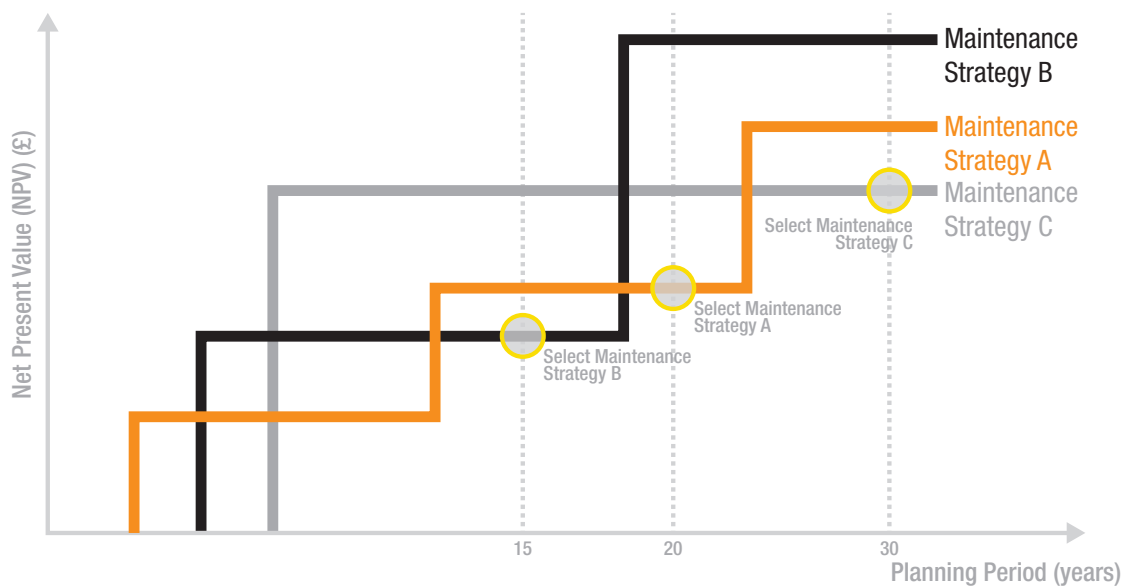 Net Present Value (NPV) (£)
Maintenance
Strategy B
Maintenance
Strategy A
Maintenance
Strategy C
Select Maintenance
Strategy C
Select Maintenance
Strategy A
Select Maintenance
Strategy B
15
20
30
Planning Period (years)